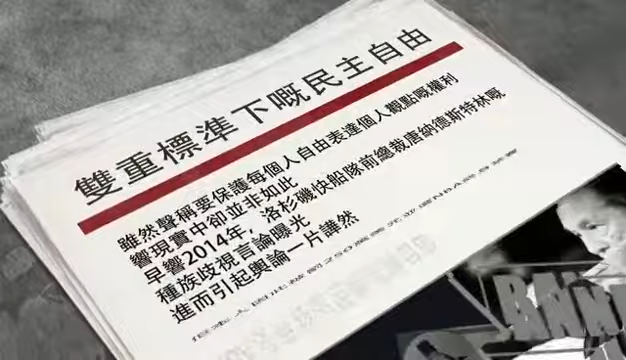 雙重標準下嘅民主自由
雖然聲稱要保護每個人自由表達個人觀點嘅權利
響現實中卻並非如此
早響2014年，洛杉磯快船隊前總裁唐納德斯特林嘅
種族歧視言論曝光
進而引起輿論一片譁然